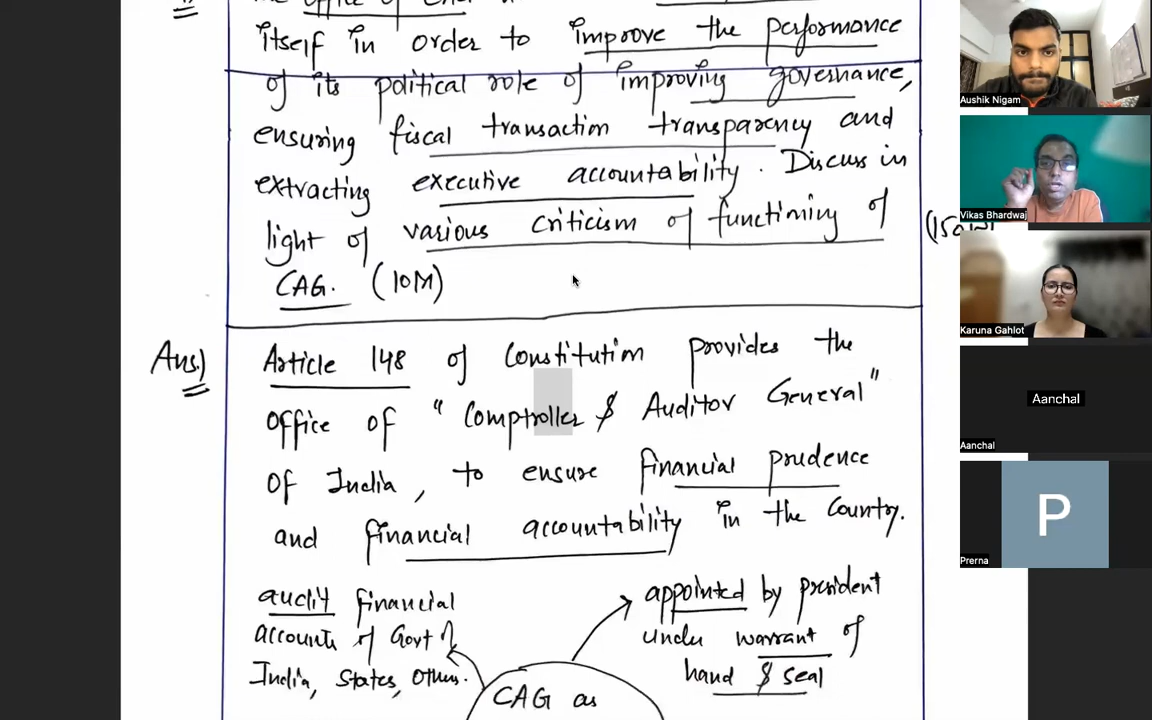 itself in order to improve the performance
of its political role of improving governance,
ensuring fiscal transaction transparency and
extracting executive accountability. Discuss in
light of various criticism of functining of
CAG. (10M)
Ans.) Article 148 of Constitution provides the
Office of "Comptroller & Auditor General"
Of India, to ensure financial prudence
and financial accountability in the Country.
audit financial
accounts of Govt of
India, States, Others.
appointed by president
under warrant of
hand & seal
CAG as
Aushik Nigam
Vikas Bhardwaj
Karuna Gahlot
Aanchal
Aanchal
P
Prerna